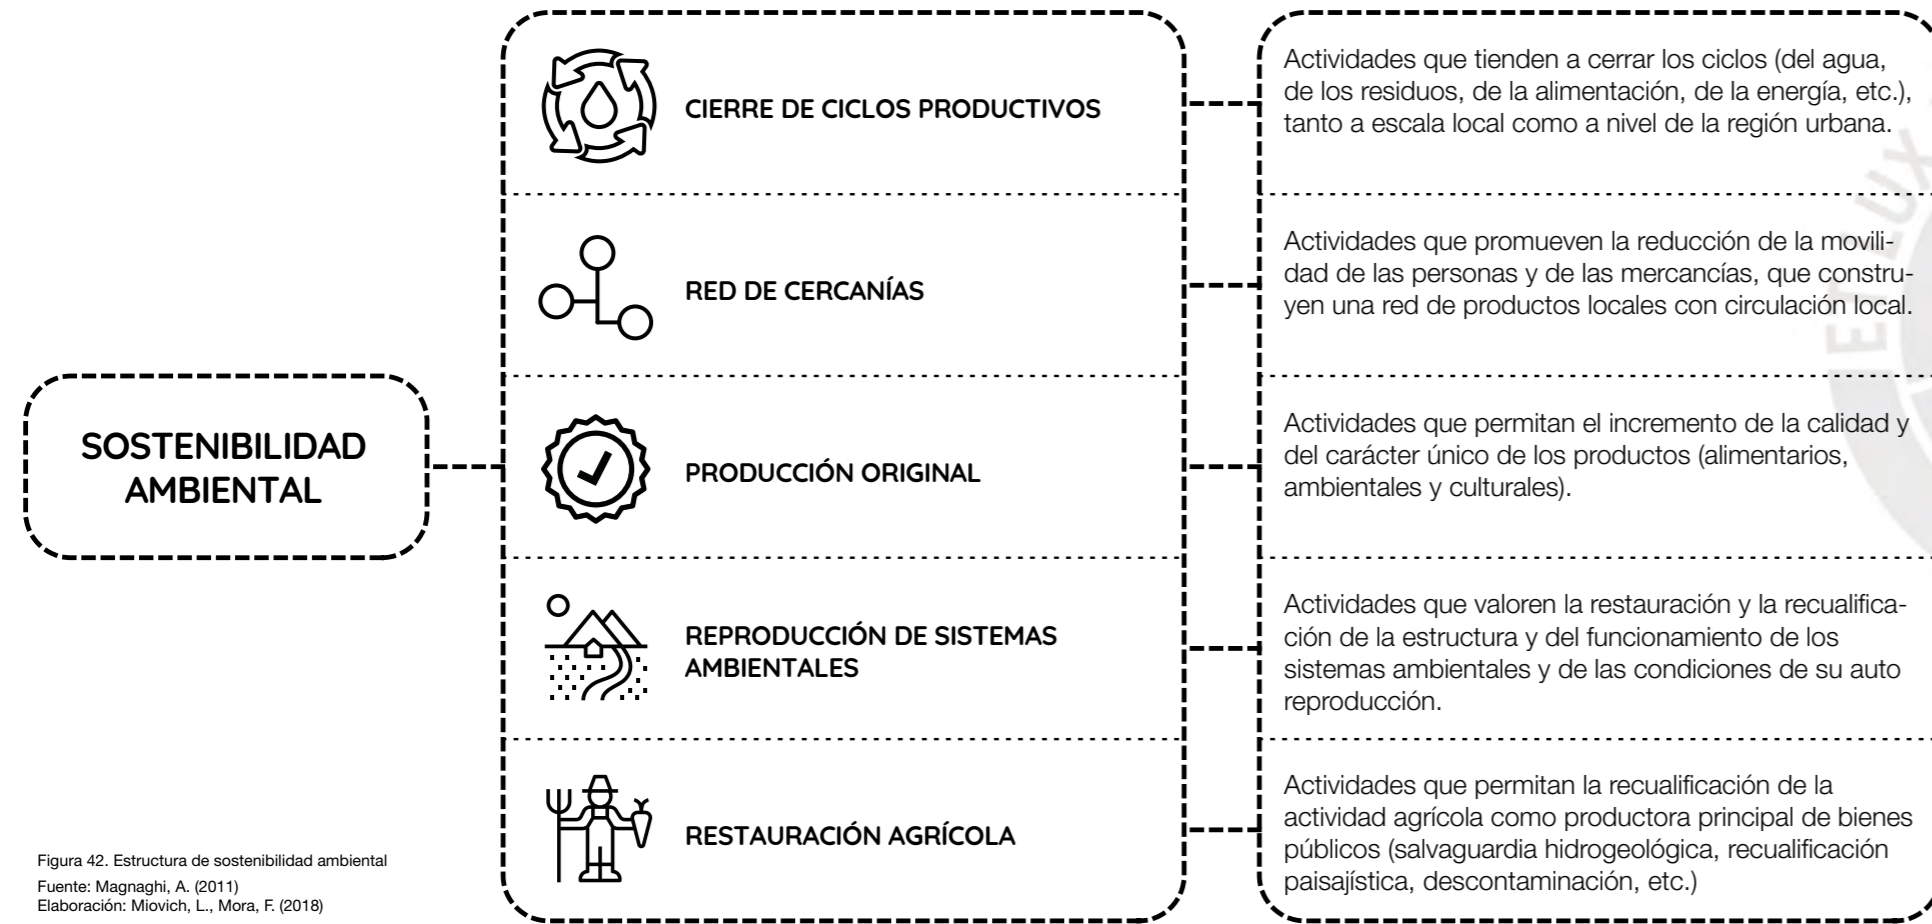 SOSTENIBILIDAD
AMBIENTAL
CIERRE DE CICLOS PRODUCTIVOS
Actividades que tienden a cerrar los ciclos (del agua,
de los residuos, de la alimentación, de la energía, etc.),
tanto a escala local como a nivel de la región urbana.
RED DE CERCANÍAS
Actividades que promueven la reducción de la movili-
dad de las personas y de las mercancías, que constru-
yen una red de productos locales con circulación local.
PRODUCCIÓN ORIGINAL
Actividades que permitan el incremento de la calidad y
del carácter único de los productos (alimentarios,
ambientales y culturales).
REPRODUCCIÓN DE SISTEMAS
AMBIENTALES
Actividades que valoren la restauración y la recualifica-
ción de la estructura y del funcionamiento de los
sistemas ambientales y de las condiciones de su auto
reproducción.
RESTAURACIÓN AGRÍCOLA
Actividades que permitan la recualificación de la
actividad agrícola como productora principal de bienes
públicos (salvaguardia hidrogeológica, recualificación
paisajística, descontaminación, etc.)
Figura 42. Estructura de sostenibilidad ambiental
Fuente: Magnaghi, A. (2011)
Elaboración: Miovich, L., Mora, F. (2018)
ET LUX